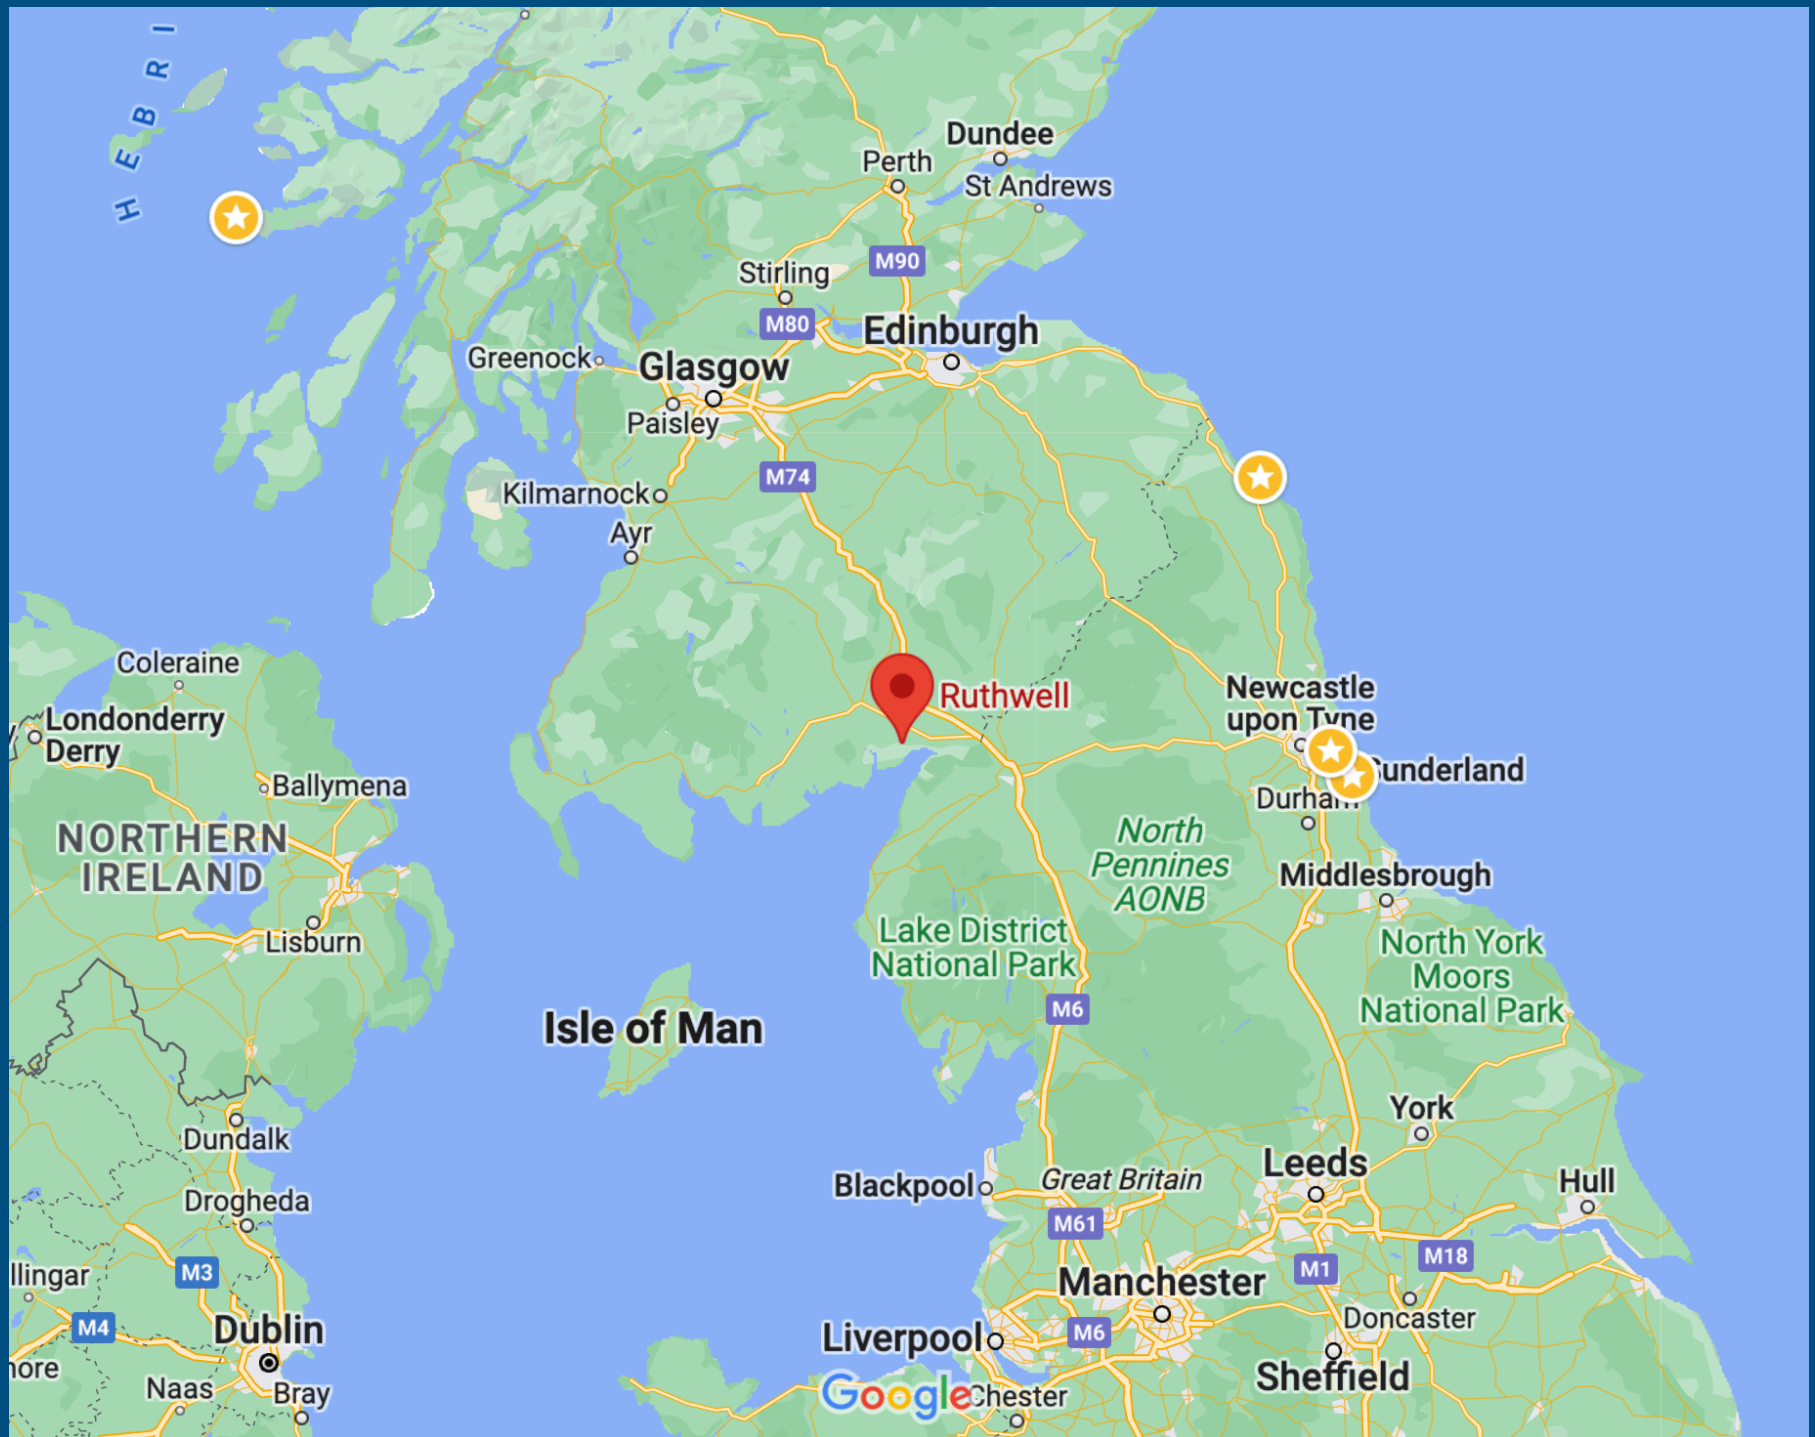 HEBRI
Dundee
Perth
St Andrews
M90
Stirling
M80
Edinburgh
Greenock
Glasgow
Paisley
M74
Kilmarnock
Ayr
Coleraine
Ruthwell
Newcastle
upon Tyne
Londonderry
Derry
Sunderland
Ballymena
Durham
NORTHERN
IRELAND
North
Pennines
AONB
Middlesbrough
Lisburn
Lake District
National Park
North York
Moors
National Park
M6
Isle of Man
York
Dundalk
Leeds
Blackpool
Great Britain
Hull
Drogheda
M61
M18
M3
M1
llingar
Manchester
Doncaster
M4
Dublin
Liverpool
M6
nore
Sheffield
Naas
Bray
Google
Chester